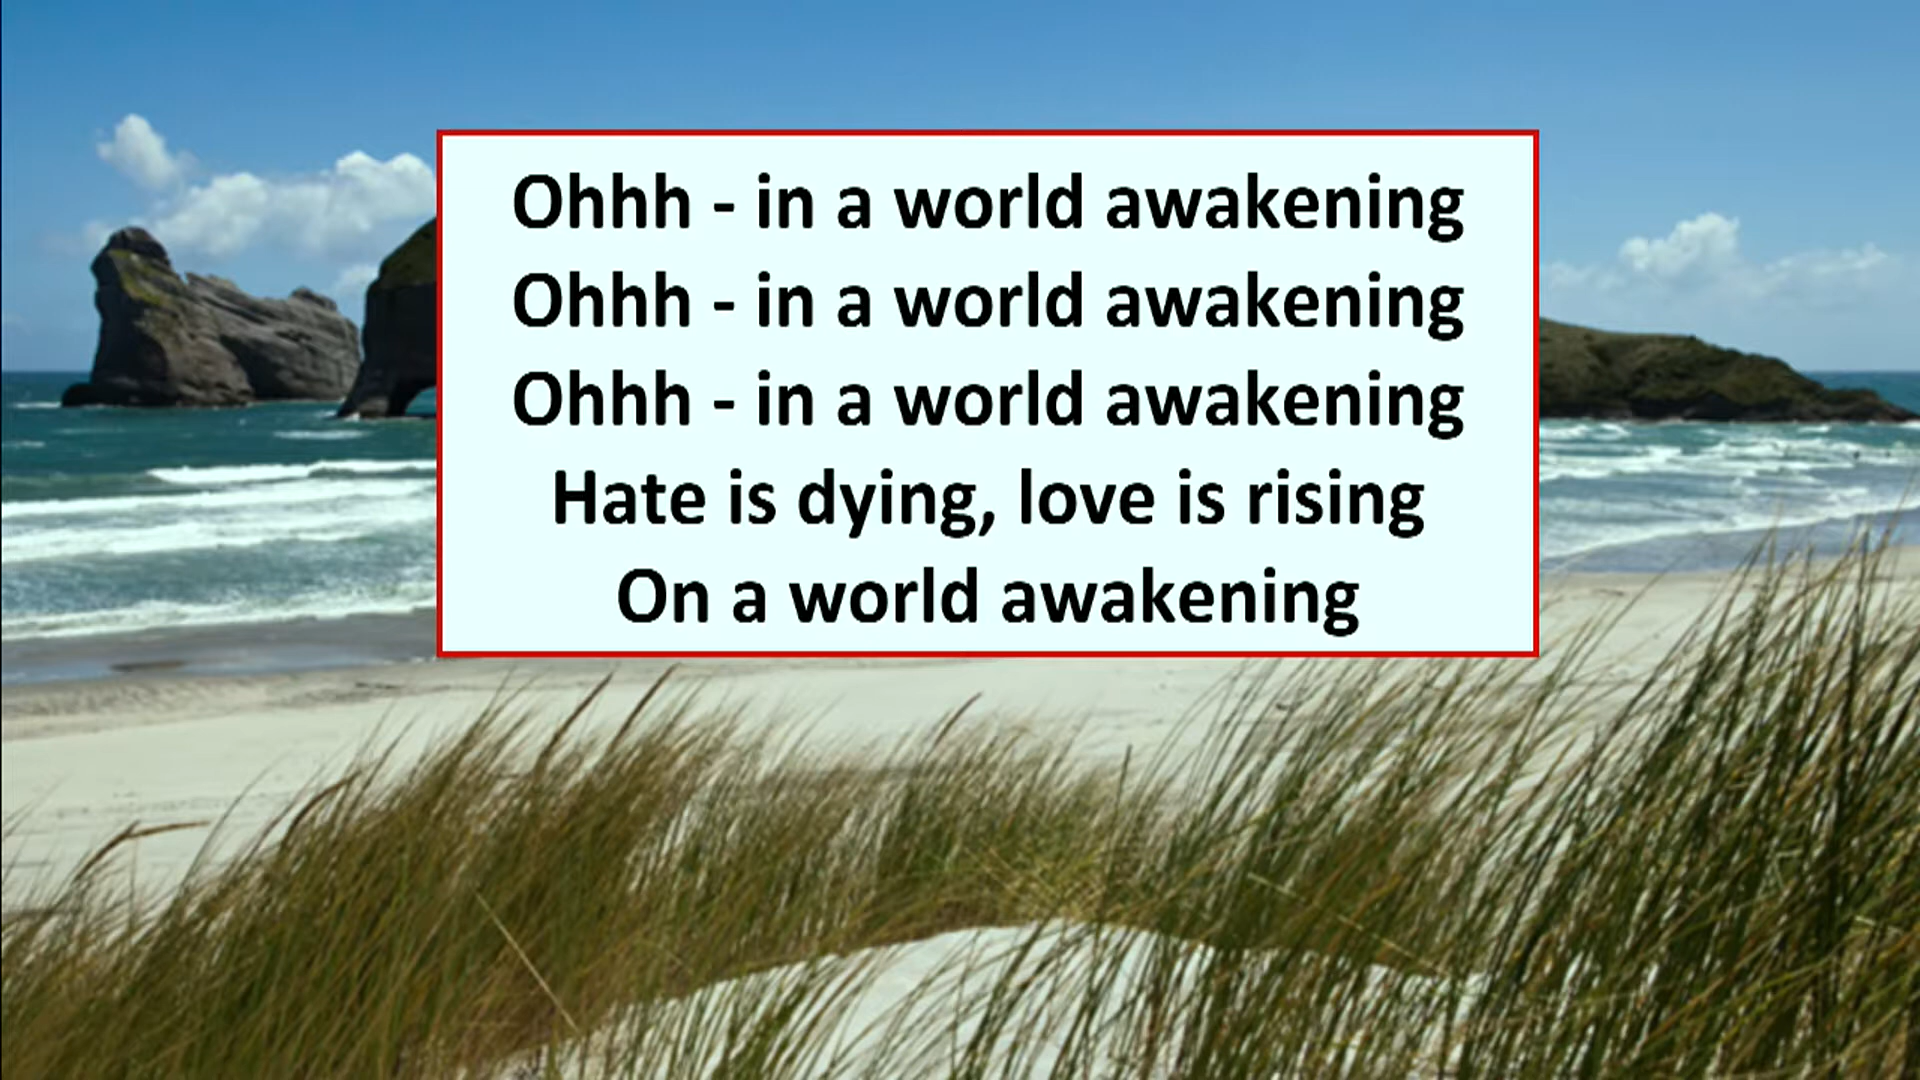 Ohhh - in a world awakening
Ohhh - in a world awakening
Ohhh - in a world awakening
Hate is dying, love is rising
On a world awakening